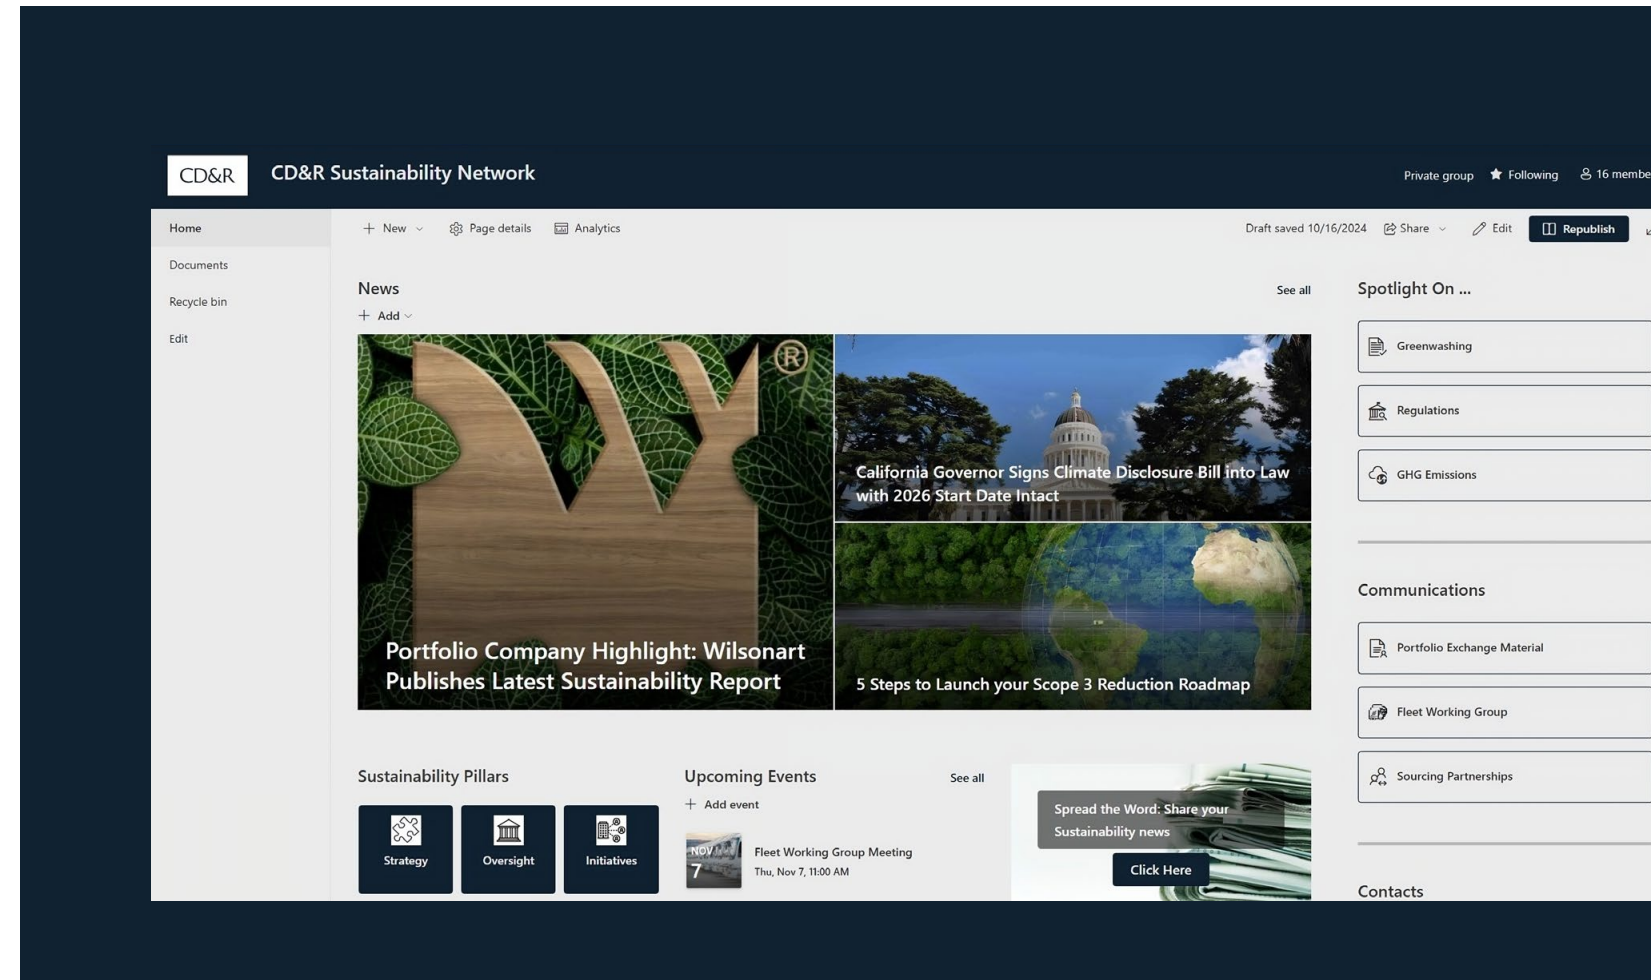 CD&R
CD&R Sustainability Network
Private group
Following
16
Home
Documents
Recycle bin
Edit
New
Page details
Analytics
Draft saved 10/16/2024
Share
Edit
Republish
News
See all
Add
®
Portfolio Company Highlight: Wilsonart
Publishes Latest Sustainability Report
California Governor Signs Climate Disclosure Bill into Law
with 2026 Start Date Intact
5 Steps to Launch your Scope 3 Reduction Roadmap
Spotlight On ...
Greenwashing
Regulations
GHG Emissions
Communications
Portfolio Exchange Material
Fleet Working Group
Sourcing Partnerships
Contacts
Sustainability Pillars
Strategy
Oversight
Initiatives
Upcoming Events
See all
Add event
NOV
7
Fleet Working Group Meeting
Thu, Nov 7, 11:00 AM
Spread the Word: Share your
Sustainability news
Click Here